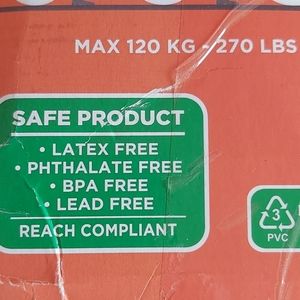 MAX 120 KG - 270 LBS
SAFE PRODUCT
• LATEX FREE
• PHTHALATE FREE
• BPA FREE
• LEAD FREE
REACH COMPLIANT
3
PVC